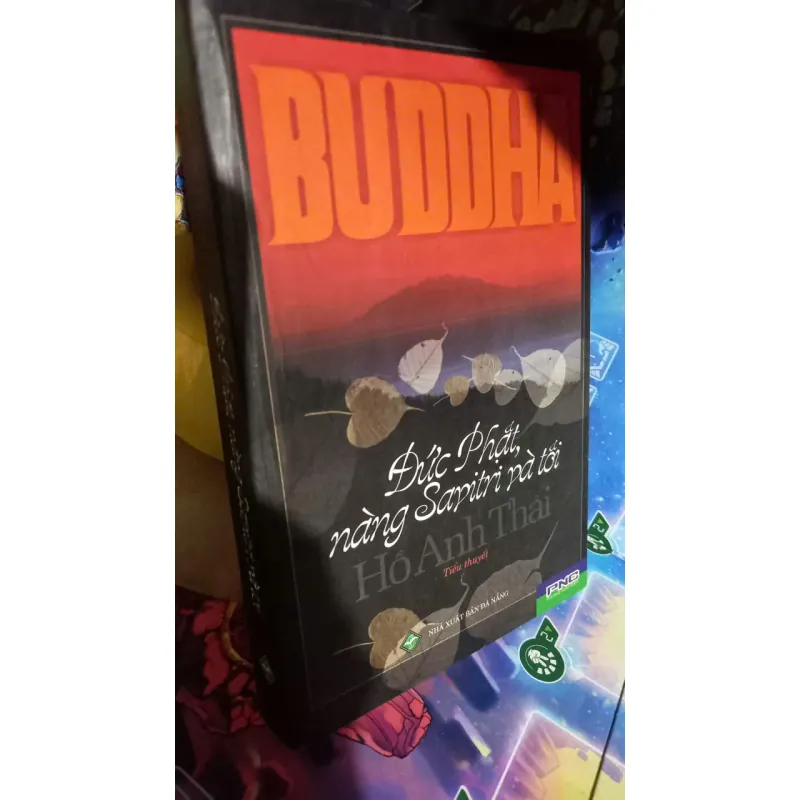 BUDDHA
Đức Phật,
nàng Savitri và tôi
Hồ Anh Thái
Tiểu thuyết
PNC
NHÀ XUẤT BẢN ĐÀ NẴNG